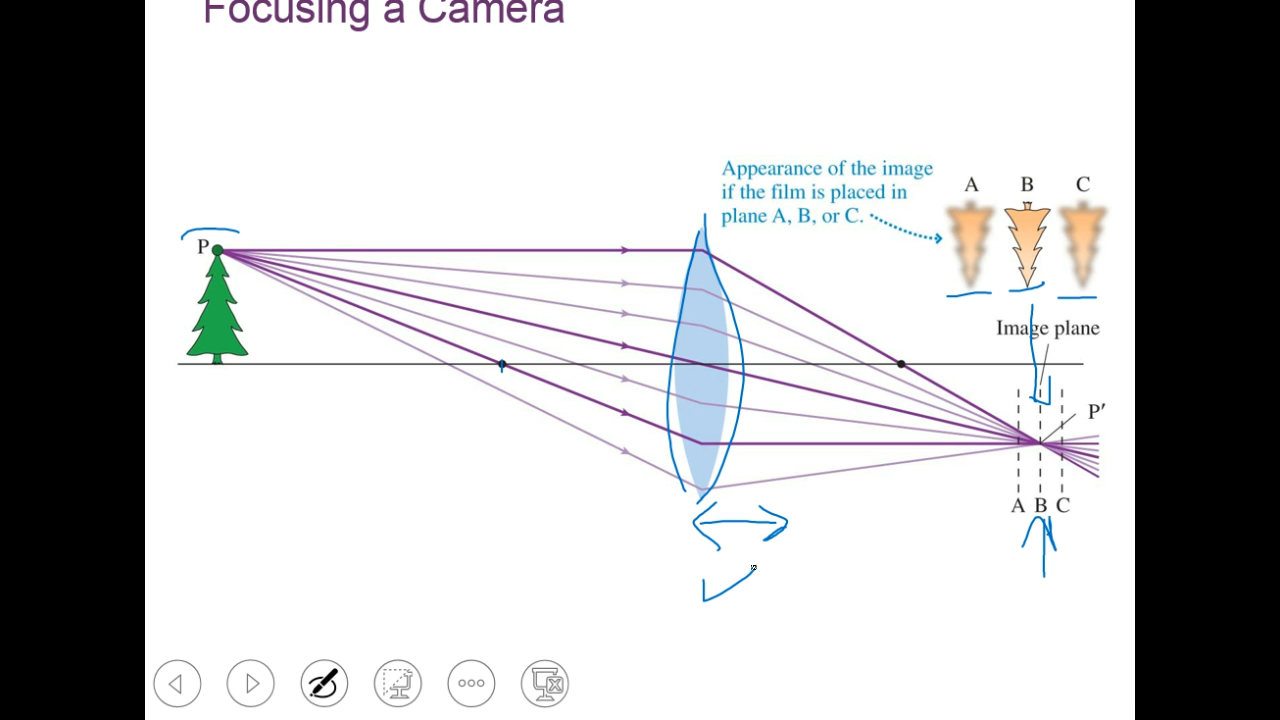 Focusing a Camera
Appearance of the image
if the film is placed in
plane A, B, or C.
A B C
P
Image plane
P′
A B C